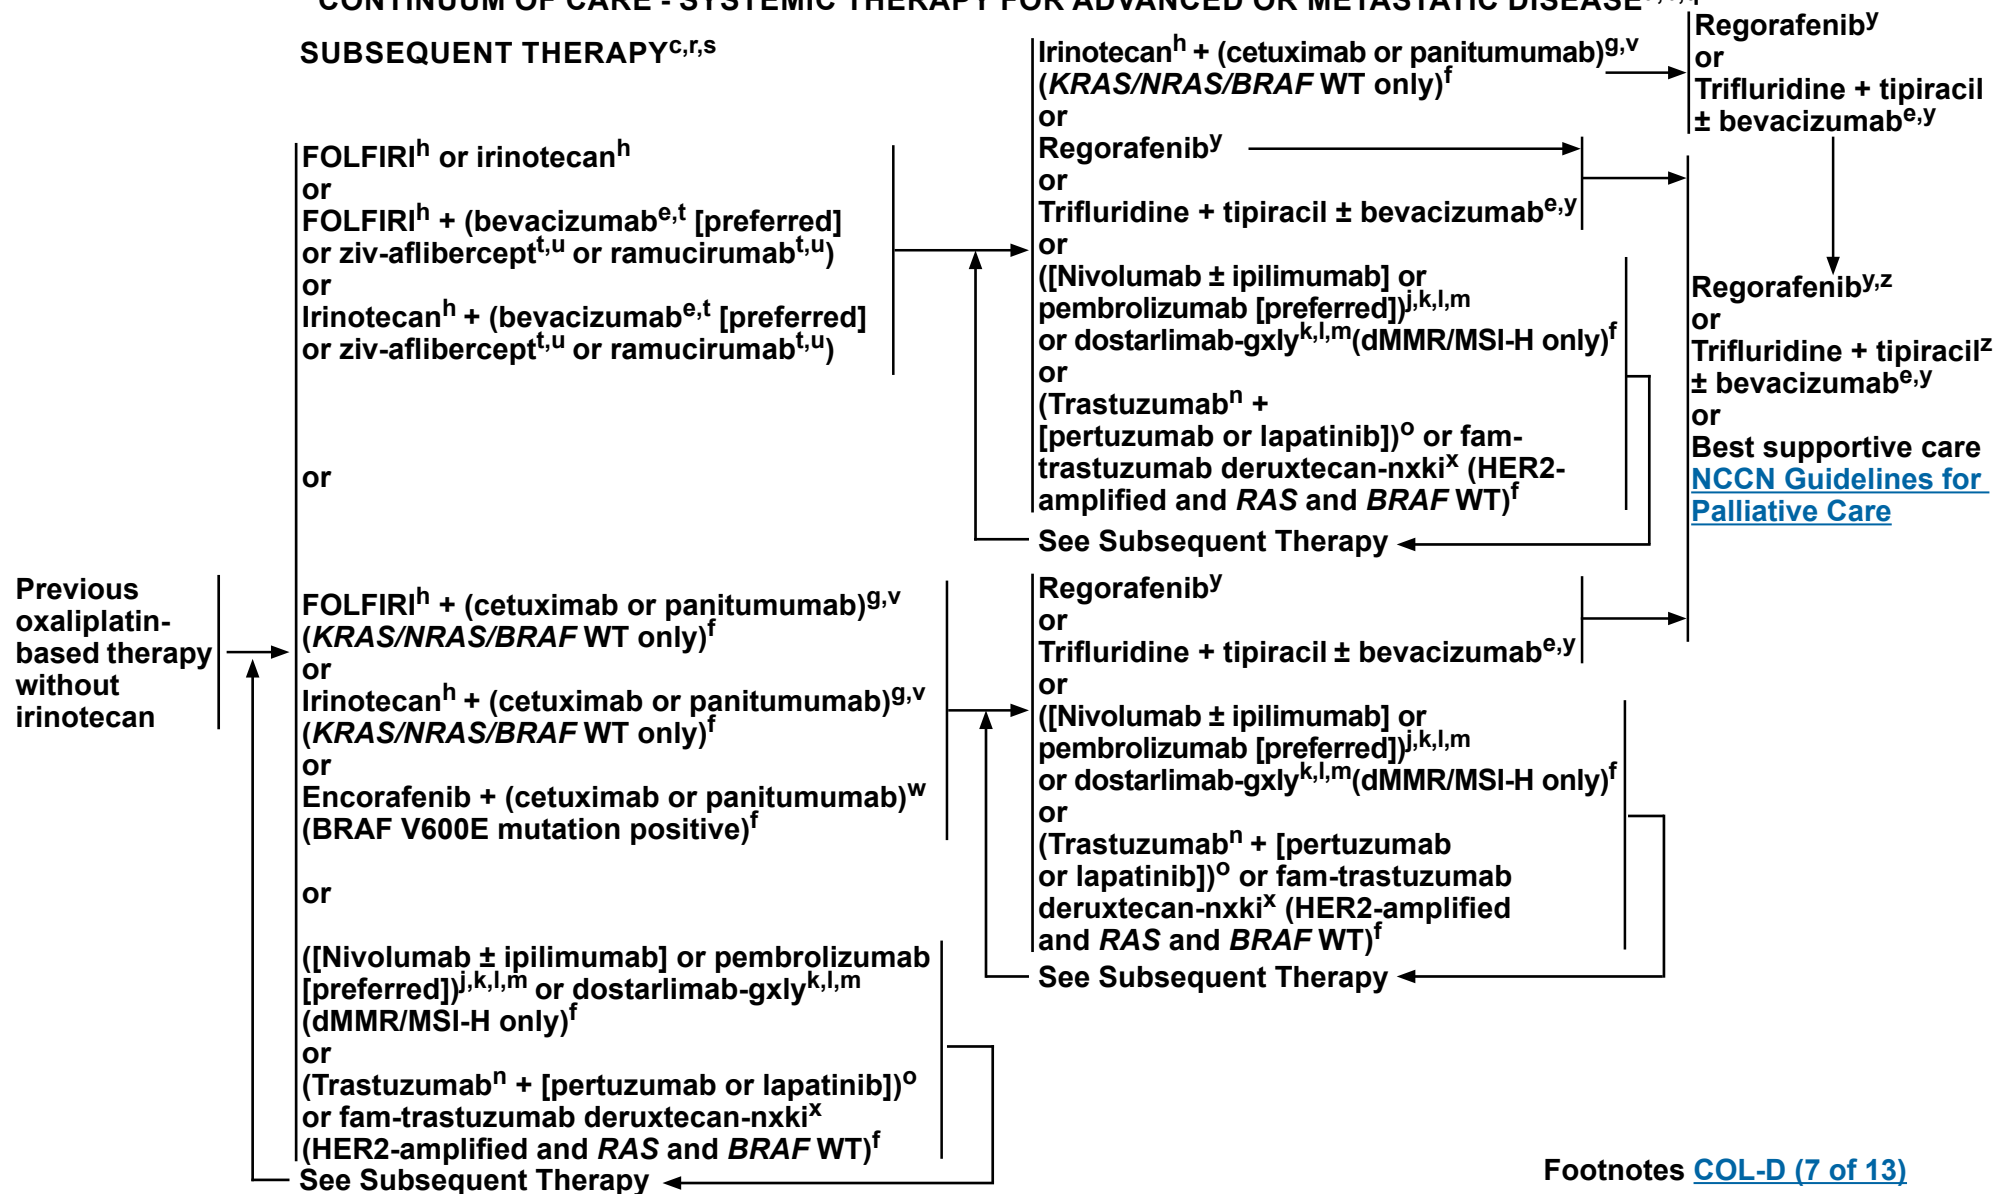 CONTINUUM OF CARE - SYSTEMIC THERAPY FOR ADVANCED OR METASTATIC DISEASE
SUBSEQUENT THERAPYc,r,s
Previous
oxaliplatin-
based therapy
without
irinotecan
FOLFIRIh or irinotecanh
or
FOLFIRIh + (bevacizumabe,t [preferred]
or ziv-afliberceptt,u or ramucirumabt,u)
or
Irinotecanh + (bevacizumabe,t [preferred]
or ziv-afliberceptt,u or ramucirumabt,u)
or
FOLFIRIh + (cetuximab or panitumumab)g,v
(KRAS/NRAS/BRAF WT only)f
or
Irinotecanh + (cetuximab or panitumumab)g,v
(KRAS/NRAS/BRAF WT only)f
or
Encorafenib + (cetuximab or panitumumab)w
(BRAF V600E mutation positive)f
or
([Nivolumab ± ipilimumab] or pembrolizumab
[preferred])j,k,l,m or dostarlimab-gxlyk,l,m
(dMMR/MSI-H only)f
or
(Trastuzumabn + [pertuzumab or lapatinib])o
or fam-trastuzumab deruxtecan-nxkix
(HER2-amplified and RAS and BRAF WT)f
See Subsequent Therapy
Irinotecanh + (cetuximab or panitumumab)g,v
(KRAS/NRAS/BRAF WT only)f
or
Regorafeniby
or
Trifluridine + tipiracil ± bevacizumabe,y
or
([Nivolumab ± ipilimumab] or
pembrolizumab [preferred])j,k,l,m
or dostarlimab-gxlyk,l,m(dMMR/MSI-H only)f
or
(Trastuzumabn +
[pertuzumab or lapatinib])o or fam-
trastuzumab deruxtecan-nxkix (HER2-
amplified and RAS and BRAF WT)f
See Subsequent Therapy
Regorafeniby
or
Trifluridine + tipiracil ± bevacizumabe,y
or
([Nivolumab ± ipilimumab] or
pembrolizumab [preferred])j,k,l,m
or dostarlimab-gxlyk,l,m(dMMR/MSI-H only)f
or
(Trastuzumabn + [pertuzumab
or lapatinib])o or fam-trastuzumab
deruxtecan-nxkix (HER2-amplified
and RAS and BRAF WT)f
See Subsequent Therapy
Regorafeniby
or
Trifluridine + tipiracil
± bevacizumabe,y
Regorafeniby,z
or
Trifluridine + tipiracilz
± bevacizumabe,y
or
Best supportive care
NCCN Guidelines for
Palliative Care
Footnotes COL-D (7 of 13)